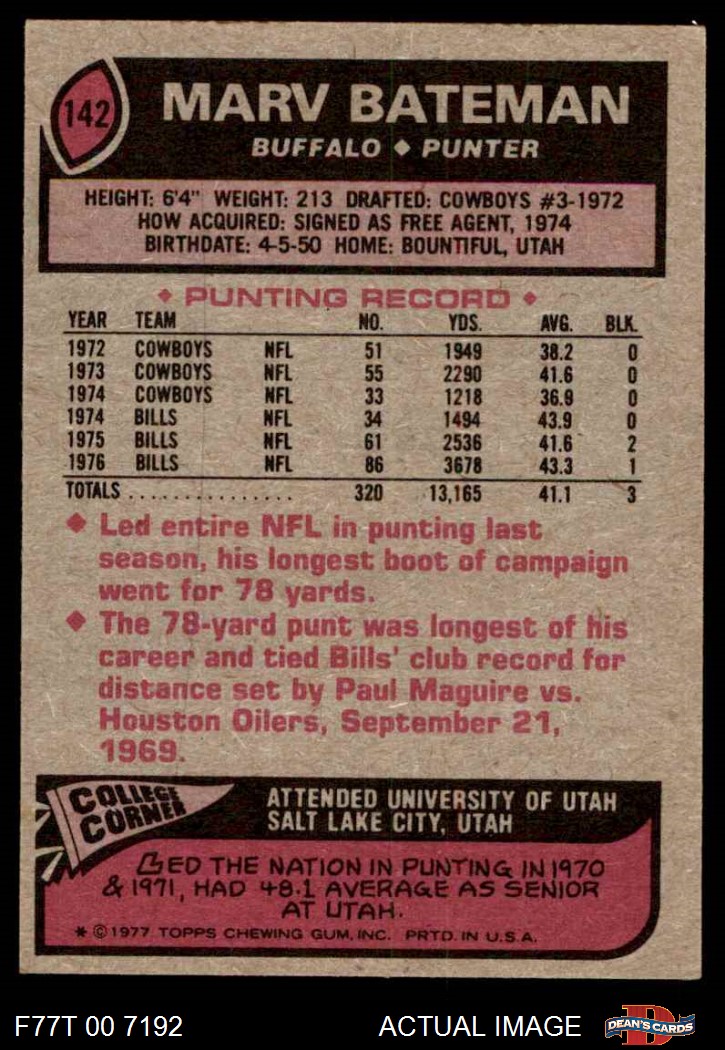 142
MARV BATEMAN
BUFFALO ◆ PUNTER
HEIGHT: 6'4" WEIGHT: 213 DRAFTED: COWBOYS #3-1972
HOW ACQUIRED: SIGNED AS FREE AGENT, 1974
BIRTHDATE: 4-5-50 HOME: BOUNTIFUL, UTAH
◆ PUNTING RECORD ◆
YEAR TEAM NO. YDS. AVG. BLK.
1972 COWBOYS NFL 51 1949 38.2 0
1973 COWBOYS NFL 55 2290 41.6 0
1974 COWBOYS NFL 33 1218 36.9 0
1974 BILLS NFL 34 1494 43.9 0
1975 BILLS NFL 61 2536 41.6 2
1976 BILLS NFL 86 3678 43.3 1
TOTALS ................ 320 13,165 41.1 3
◆ Led entire NFL in punting last
season, his longest boot of campaign
went for 78 yards.
◆ The 78-yard punt was longest of his
career and tied Bills' club record for
distance set by Paul Maguire vs.
Houston Oilers, September 21,
1969.
COLLEGE
CORNER
ATTENDED UNIVERSITY OF UTAH
SALT LAKE CITY, UTAH
LED THE NATION IN PUNTING IN 1970
& 1971, HAD 48.1 AVERAGE AS SENIOR
AT UTAH.
* © 1977 TOPPS CHEWING GUM, INC. PRTD. IN U.S.A.
F77T 00 7192 ACTUAL IMAGE
D
DEAN'S CARDS